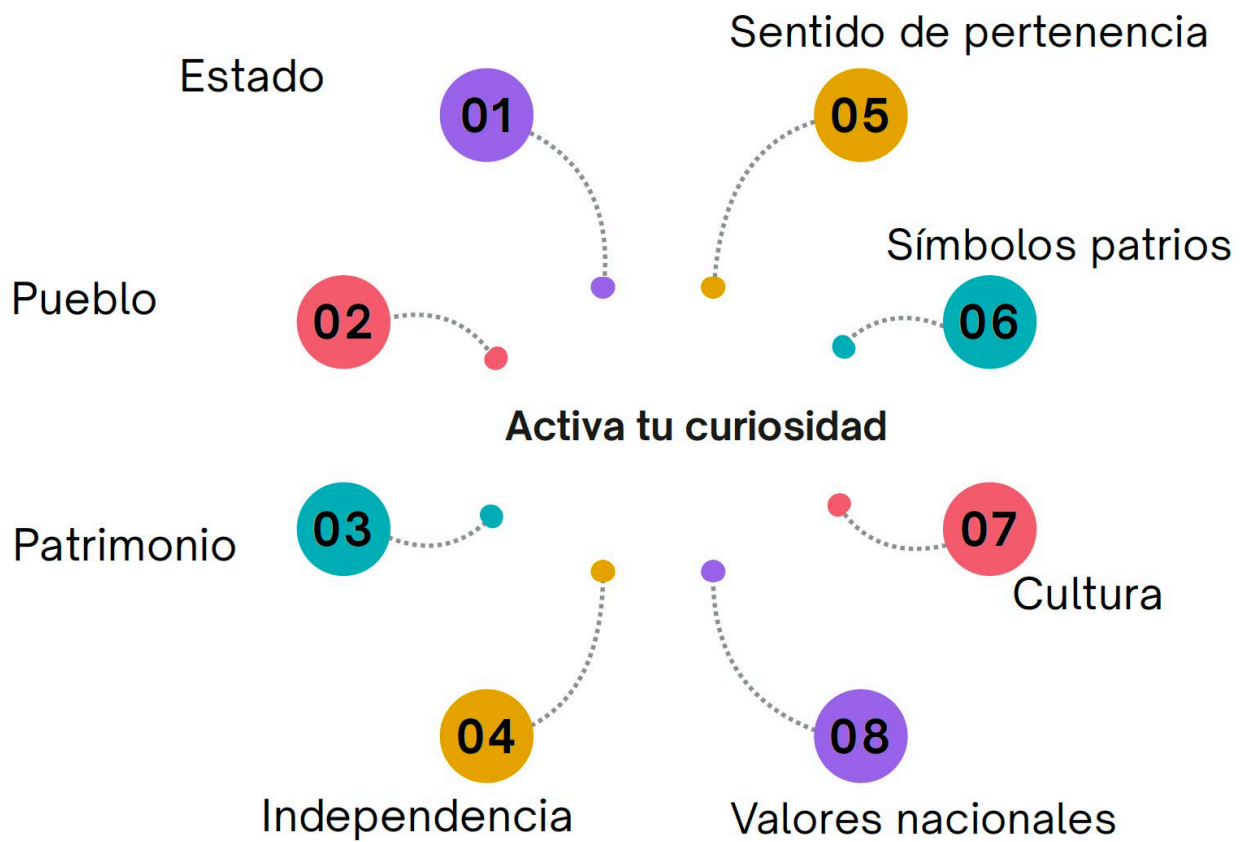 Estado
01
Pueblo
02
Patrimonio
03
04
Independencia
Activa tu curiosidad
Sentido de pertenencia
05
Símbolos patrios
06
07
Cultura
08
Valores nacionales